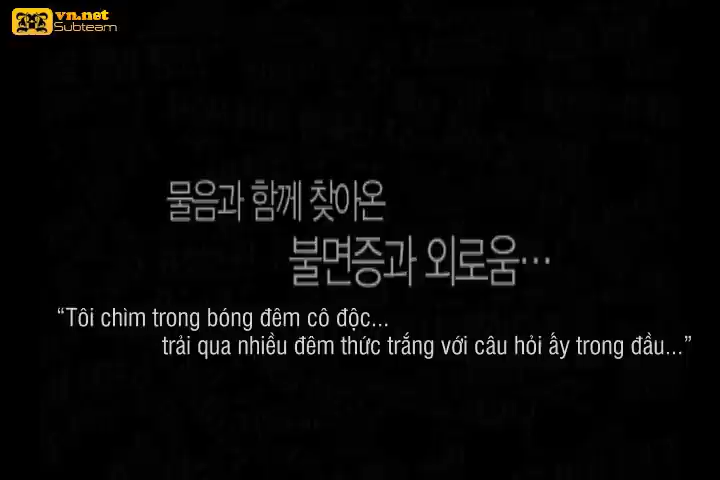 vn.net
Subteam
물음과 함께 찾아온
불면증과 외로움…
“Tôi chìm trong bóng đêm cô độc...
trải qua nhiều đêm thức trắng với câu hỏi ấy trong đầu...”